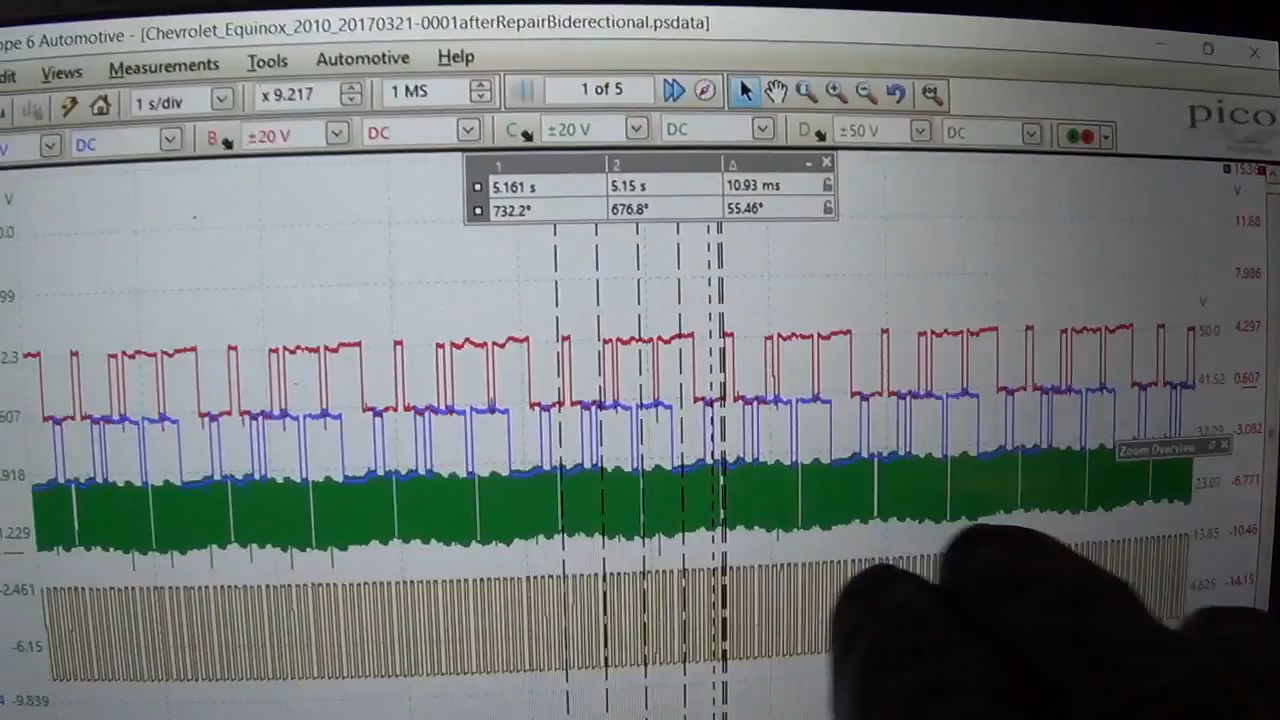 ope 6 Automotive - [Chevrolet_Equinox_2010_20170321-0001afterRepairBiderectional.psdata]
dit Views Measurements Tools Automotive Help
1 s/div x 9.217 1 MS 1 of 5
pico
V DC B ±20 V DC C ±20 V DC D ±50 V DC
1 2 Δ
5.161 s 5.15 s 10.93 ms
732.2° 676.8° 55.46°
V
0.0
99
2.3
607
.918
1.229
-2.461
-6.15
-9.839
15.36
V
11.68
7.986
V
50.0 4.297
41.52 0.607
-3.082
Zoom Overview
23.07 -6.771
13.85 -10.46
4.625 -14.15